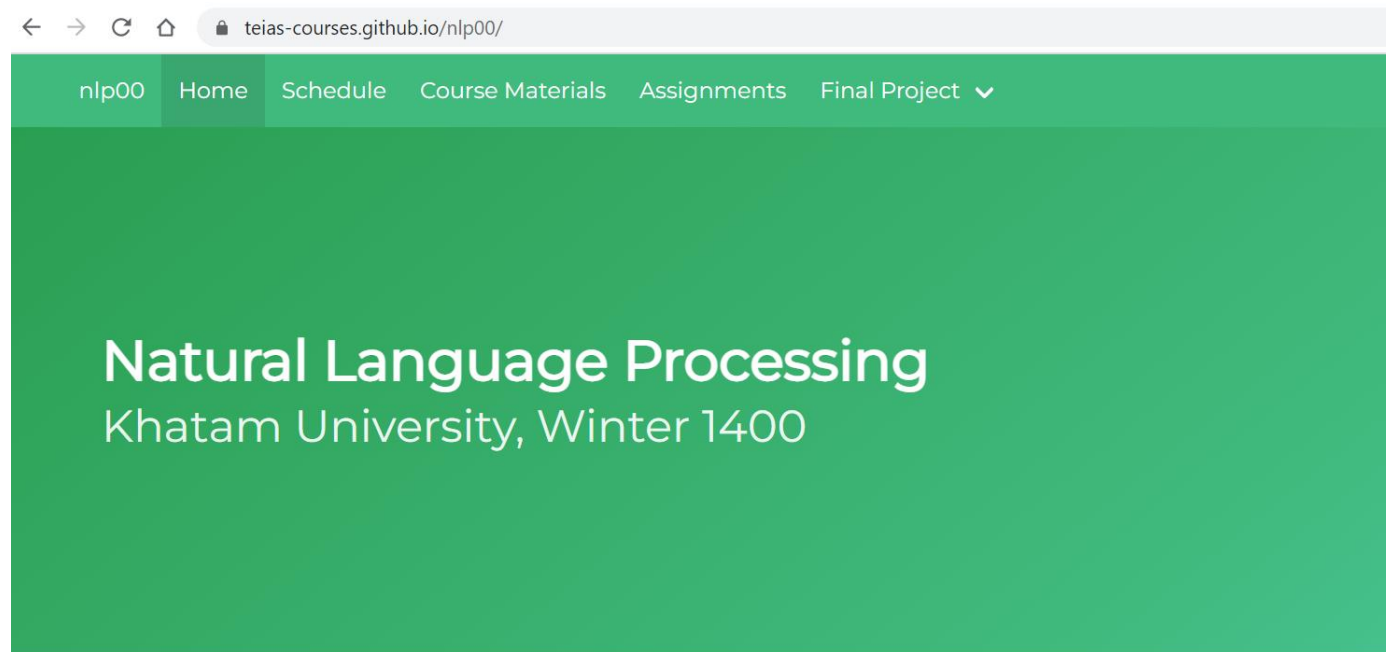 teias-courses.github.io/nlp00/
nlp00 Home Schedule Course Materials Assignments Final Project
Natural Language Processing
Khatam University, Winter 1400